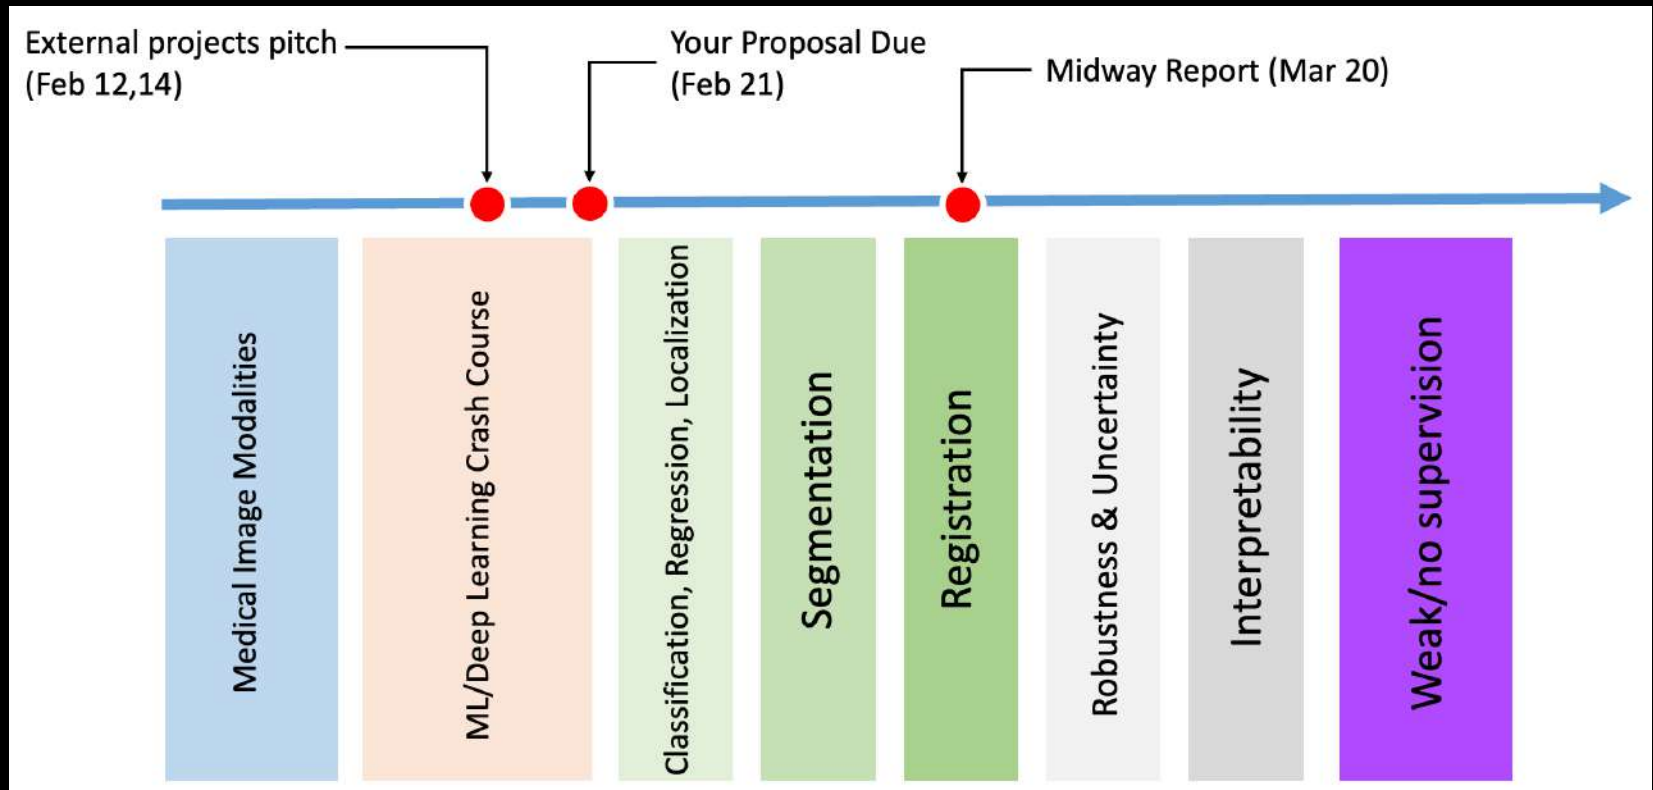 External projects pitch
(Feb 12,14)
Your Proposal Due
(Feb 21)
Midway Report (Mar 20)
Medical Image Modalities
ML/Deep Learning Crash Course
Classification, Regression, Localization
Segmentation
Registration
Robustness & Uncertainty
Interpretability
Weak/no supervision